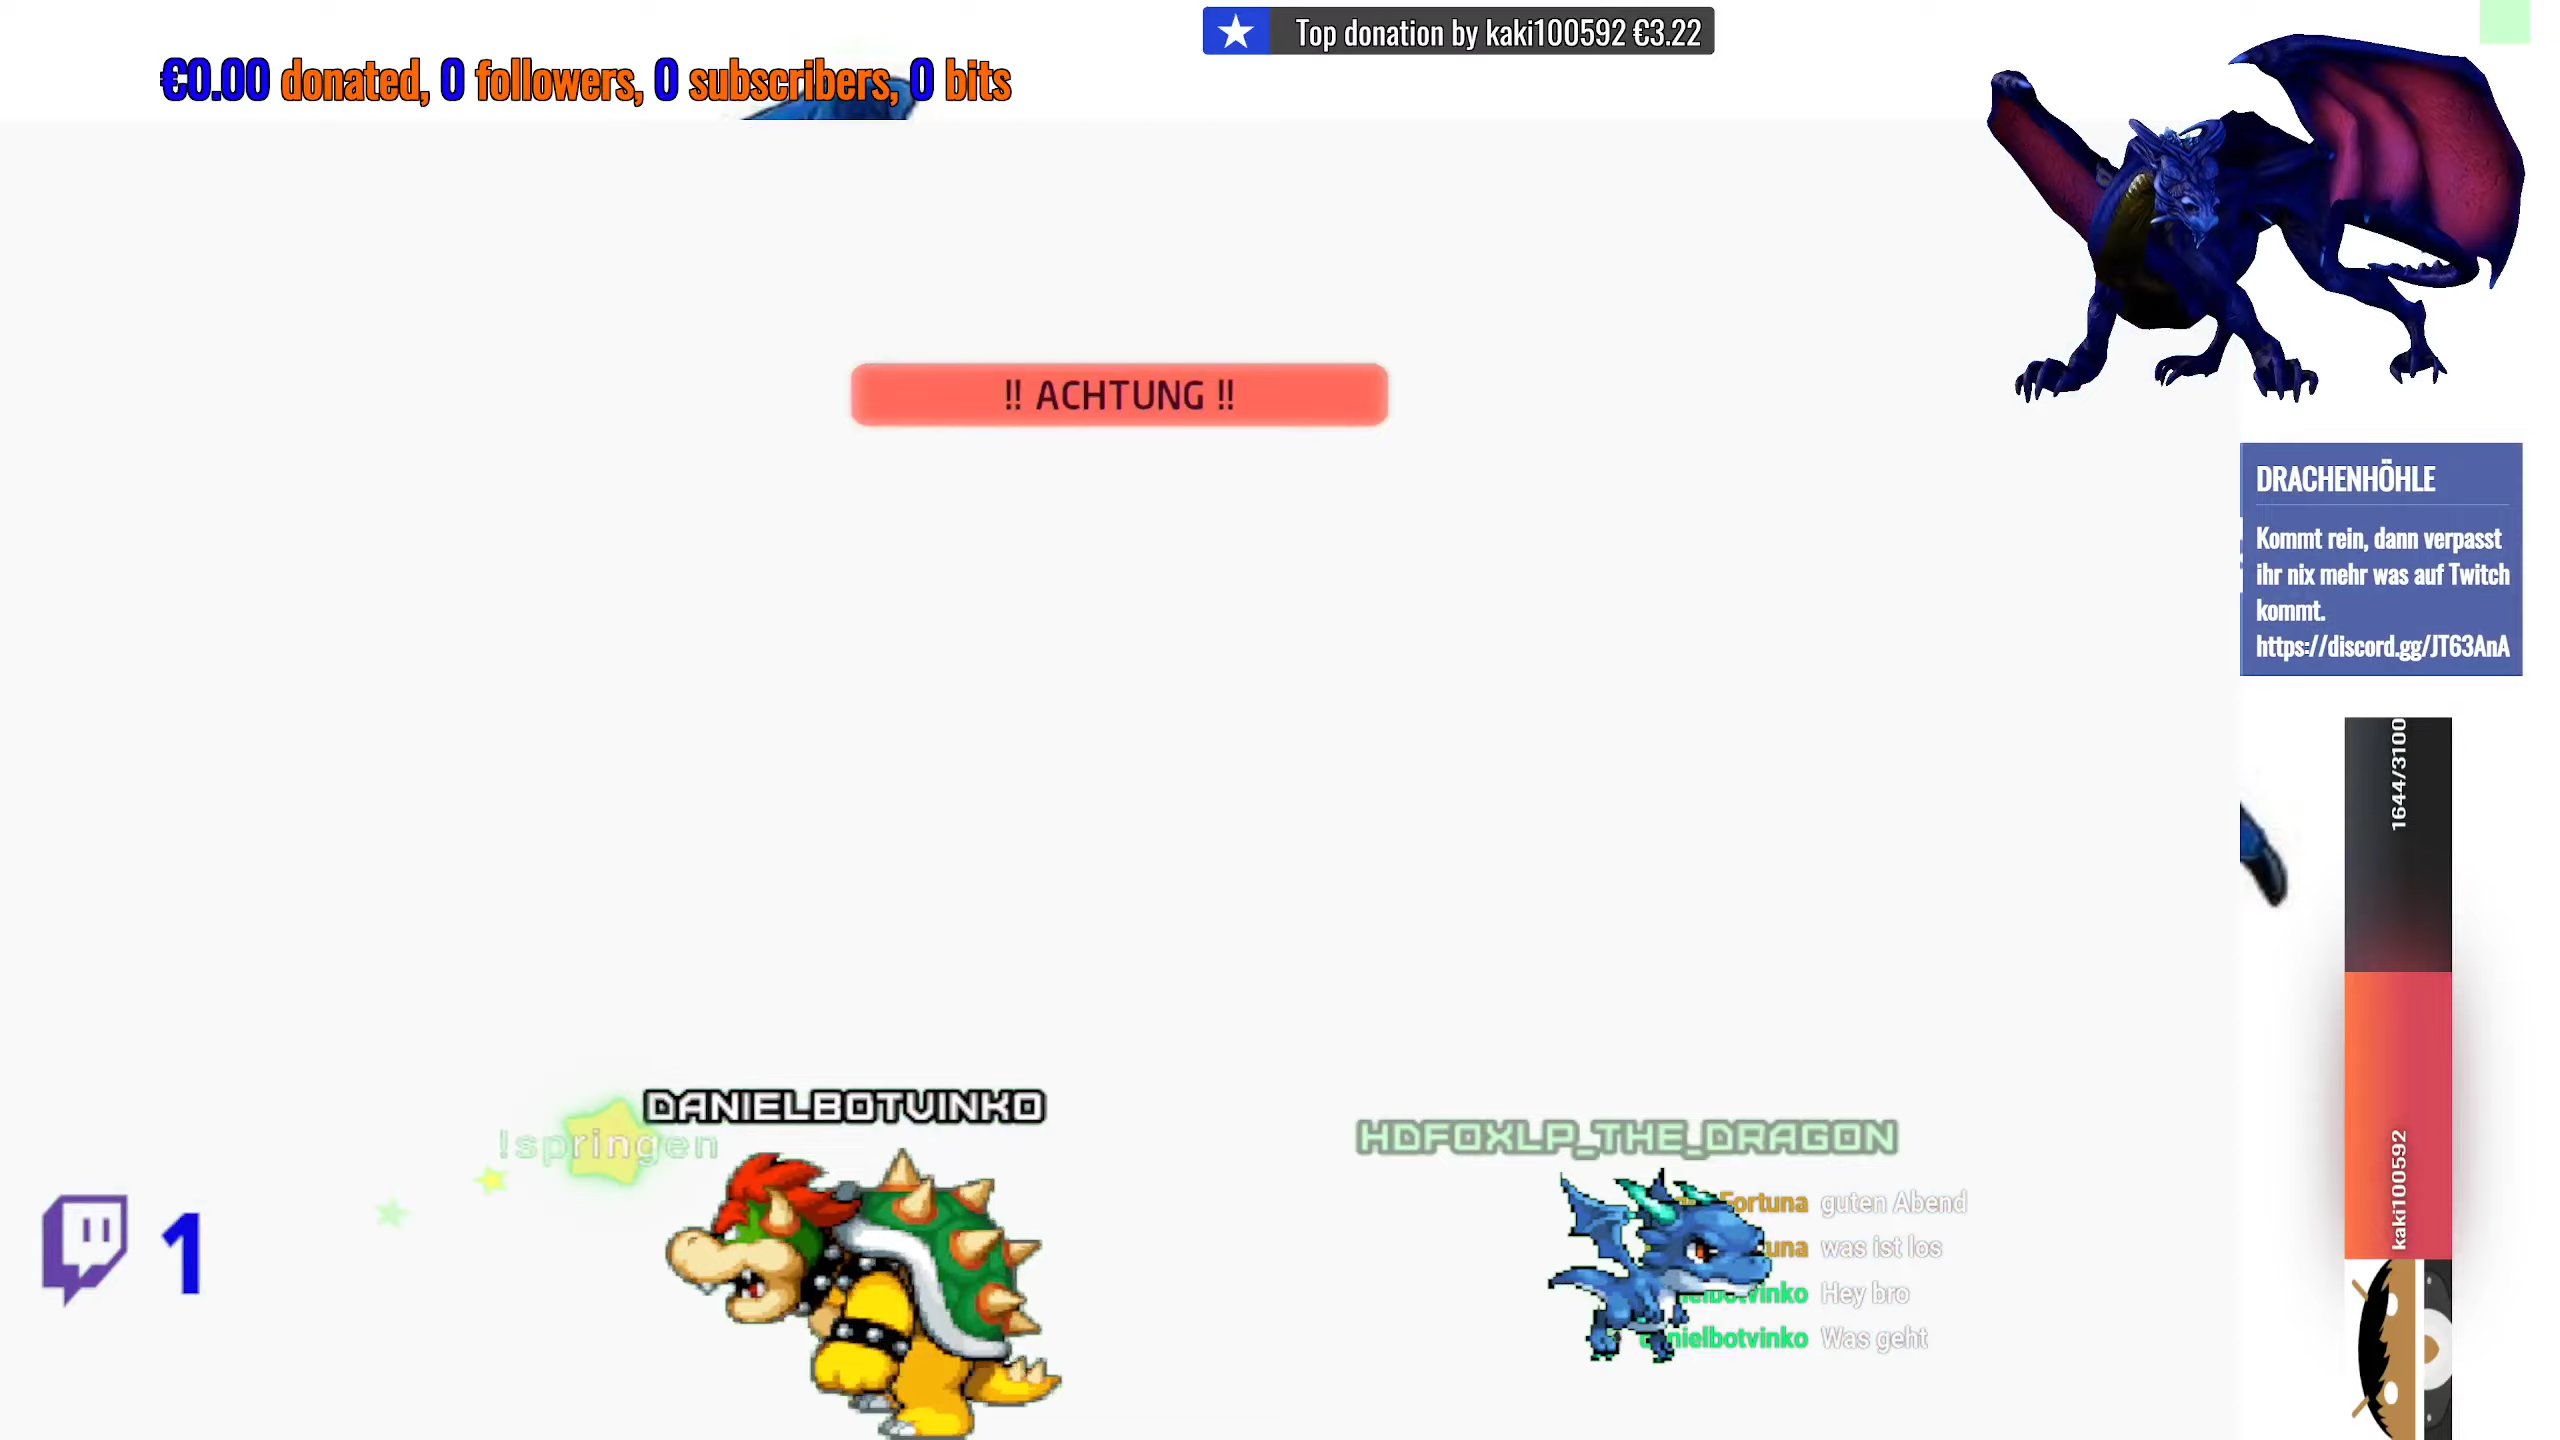 Top donation by kaki100592 €3.22
€0.00 donated, 0 followers, 0 subscribers, 0 bits
!! ACHTUNG !!
DRACHENHÖHLE
Kommt rein, dann verpasst
ihr nix mehr was auf Twitch
kommt.
https://discord.gg/JT63AnA
1644/3100
kaki100592
DANIELBOTVINKO
!springen
HDFOXLP_THE_DRAGON
guten Abend
was ist los
Hey bro
Was geht
1